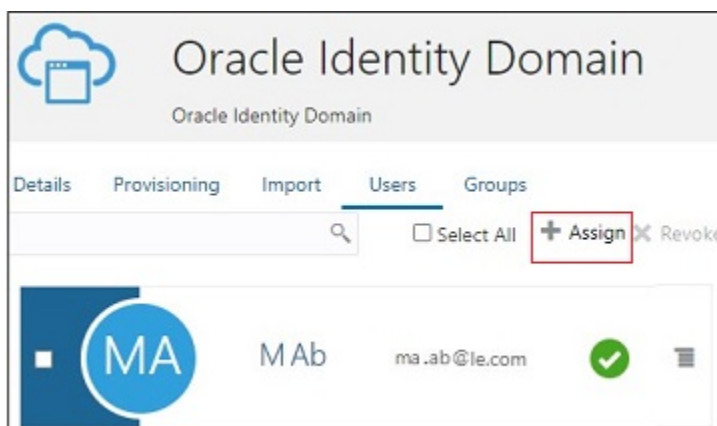 Oracle Identity Domain
Oracle Identity Domain
Details Provisioning Import Users Groups
Select All + Assign Revoke
MA M Ab ma.ab@le.com